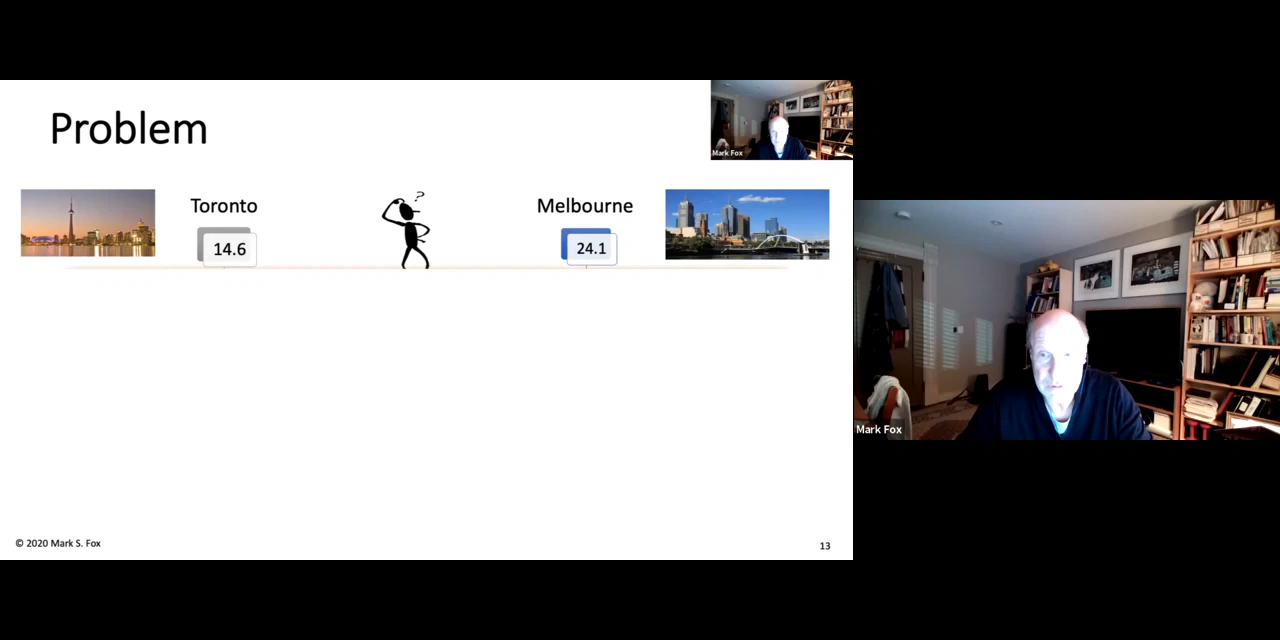 Problem
Mark Fox
Toronto
?
Melbourne
14.6
24.1
Mark Fox
© 2020 Mark S. Fox
13